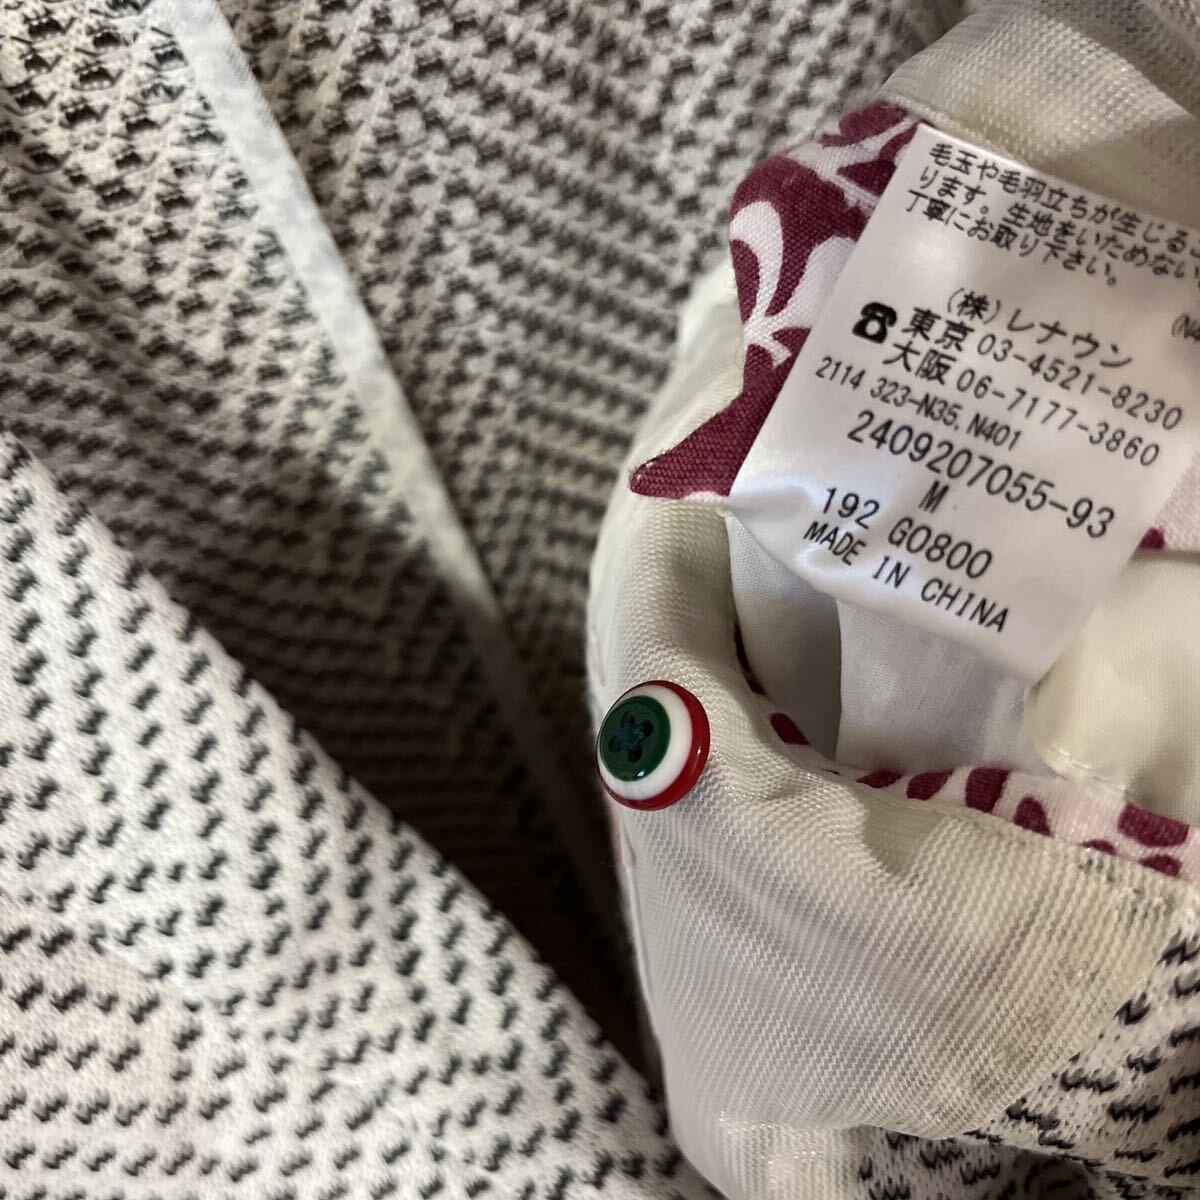 毛玉や毛羽立ちが生じるこ
ります。生地をいためない
丁寧にお取り下さい。
(株)レナウン
☎東京 03-4521-8230
大阪 06-7177-3860
2114 323-N35, N401
2409207055-93
M
192 G0800
MADE IN CHINA